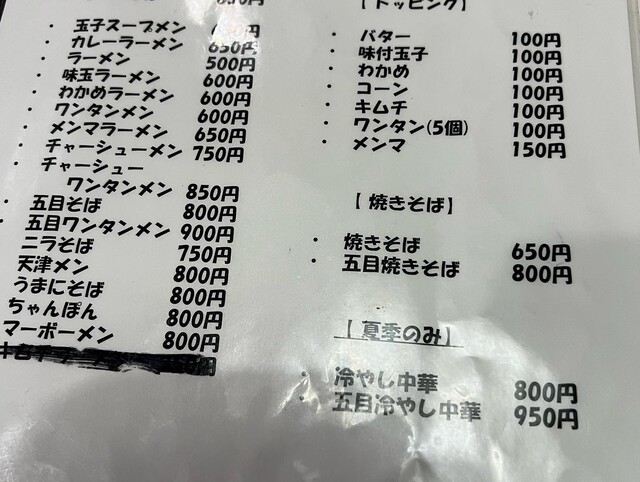 【トッピング】
・ 玉子スープメン
・ カレーラーメン 650円
・ ラーメン 500円
・ 味玉ラーメン 600円
・ わかめラーメン 600円
・ ワンタンメン 600円
・ メンマラーメン 650円
・ チャーシューメン 750円
・ チャーシュー
ワンタンメン 850円
・ 五目そば 800円
・ 五目ワンタンメン 900円
ニラそば 750円
天津メン 800円
うまにそば 800円
ちゃんぽん 800円
マーボーメン 800円
・ バター 100円
・ 味付玉子 100円
・ わかめ 100円
・ コーン 100円
・ キムチ 100円
・ ワンタン(5個) 100円
・ メンマ 150円
【焼きそば】
・ 焼きそば 650円
・ 五目焼きそば 800円
【夏季のみ】
・ 冷やし中華 800円
・ 五目冷やし中華 950円